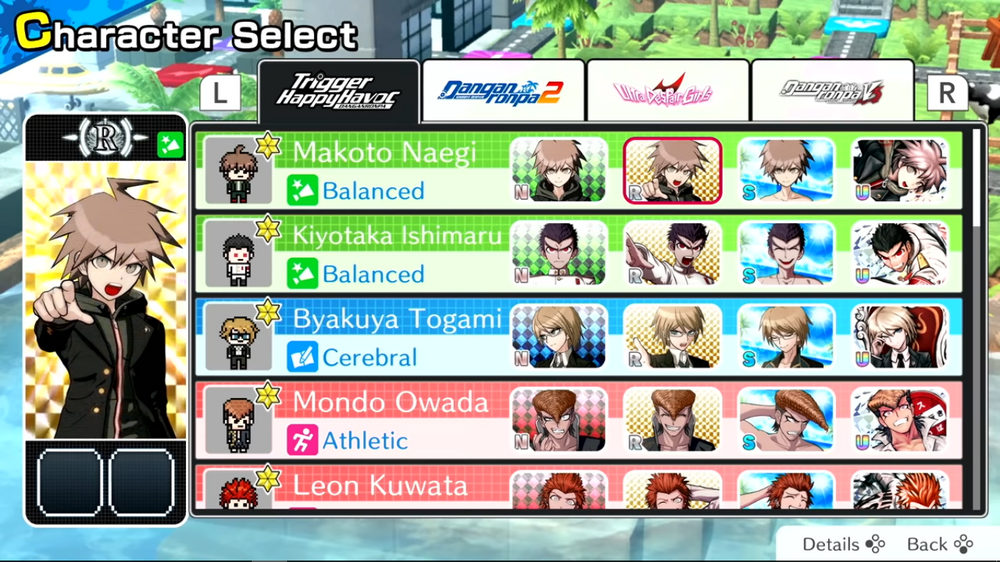 Character Select
L
Trigger Happy Havoc
DANGANRONPA
Danganronpa 2
Ultra Despair Girls
Danganronpa V3
R
R
Makoto Naegi
Balanced
N R S U
Kiyotaka Ishimaru
Balanced
N R S U
Byakuya Togami
Cerebral
N R S U
Mondo Owada
Athletic
N R S U
Leon Kuwata
Details
Back